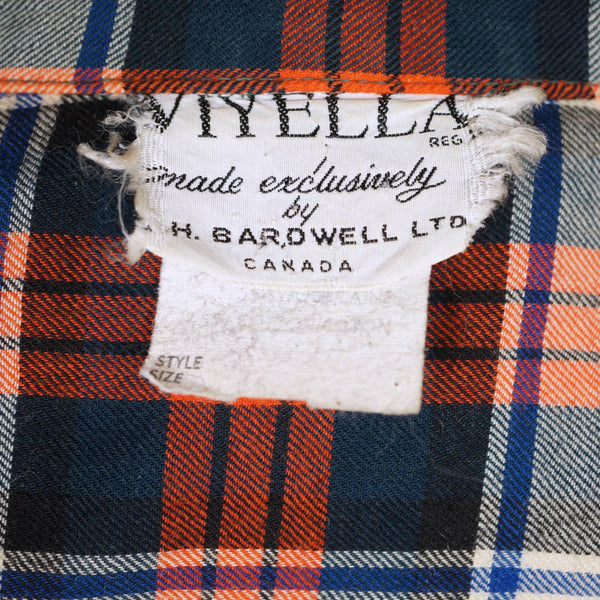 VIYELLA
REG
made exclusively
by
H. BARDWELL LTD
CANADA
STYLE
SIZE